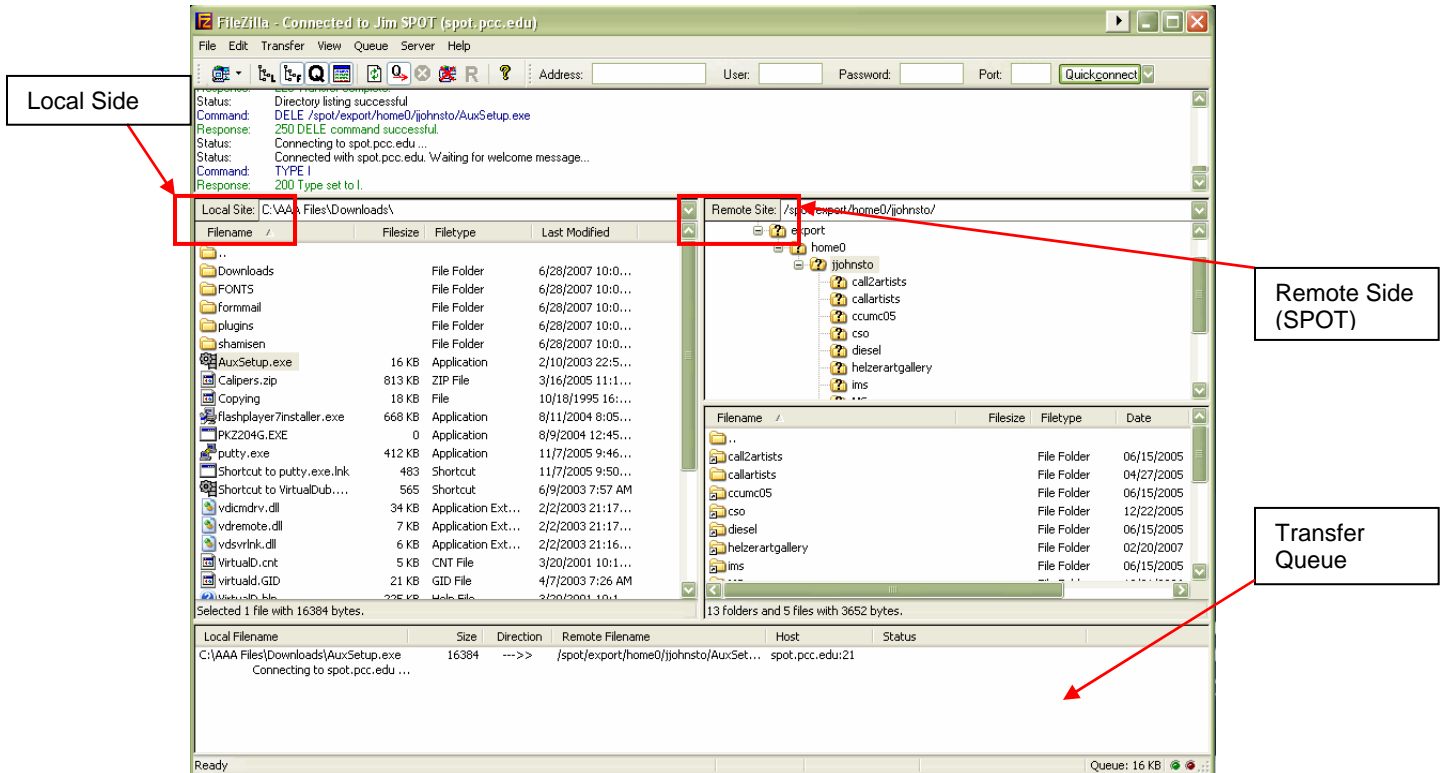 FileZilla - Connected to Jim SPOT (spot.pcc.edu)
File Edit Transfer View Queue Server Help
Address: User: Password: Port: Quickconnect
Local Side
Status: Directory listing successful
Command: DELE /spot/export/home0/jjohnsto/AuxSetup.exe
Response: 250 DELE command successful.
Status: Connecting to spot.pcc.edu ...
Status: Connected with spot.pcc.edu. Waiting for welcome message...
Command: TYPE I
Response: 200 Type set to I.
Local Site: C:\AAA Files\Downloads\
Filename Filesize Filetype Last Modified
..
Downloads File Folder 6/28/2007 10:0...
FONTS File Folder 6/28/2007 10:0...
formmail File Folder 6/28/2007 10:0...
plugins File Folder 6/28/2007 10:0...
shamisen File Folder 6/28/2007 10:0...
AuxSetup.exe 16 KB Application 2/10/2003 22:5...
Calipers.zip 813 KB ZIP File 3/16/2005 11:1...
Copying 18 KB File 10/18/1995 16:...
flashplayer7installer.exe 668 KB Application 8/11/2004 8:05...
PKZ204G.EXE 0 Application 8/9/2004 12:45...
putty.exe 412 KB Application 11/7/2005 9:46...
Shortcut to putty.exe.lnk 483 Shortcut 11/7/2005 9:50...
Shortcut to VirtualDub.... 565 Shortcut 6/9/2003 7:57 AM
vdicmdrv.dll 34 KB Application Ext... 2/2/2003 21:17...
vdremote.dll 7 KB Application Ext... 2/2/2003 21:17...
vdsvrlnk.dll 6 KB Application Ext... 2/2/2003 21:16...
VirtualD.cnt 5 KB CNT File 3/20/2001 10:1...
virtuald.GID 21 KB GID File 4/7/2003 7:26 AM
Selected 1 file with 16384 bytes.
Remote Site: /spot/export/home0/jjohnsto/
export
home0
jjohnsto
call2artists
callartists
ccumc05
cso
diesel
helzerartgallery
ims
Filename Filesize Filetype Date
..
call2artists File Folder 06/15/2005
callartists File Folder 04/27/2005
ccumc05 File Folder 06/15/2005
cso File Folder 12/22/2005
diesel File Folder 06/15/2005
helzerartgallery File Folder 02/20/2007
ims File Folder 06/15/2005
13 folders and 5 files with 3652 bytes.
Remote Side
(SPOT)
Transfer
Queue
Local Filename Size Direction Remote Filename Host Status
C:\AAA Files\Downloads\AuxSetup.exe 16384 --->> /spot/export/home0/jjohnsto/AuxSet... spot.pcc.edu:21
Connecting to spot.pcc.edu ...
Ready Queue: 16 KB